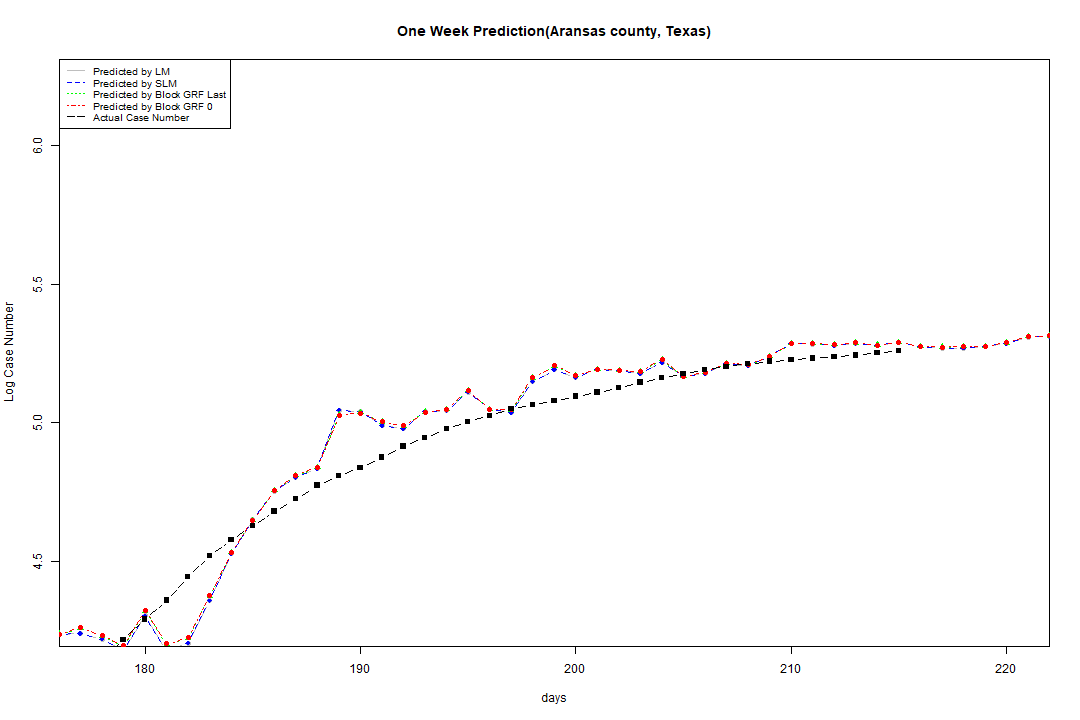 One Week Prediction(Aransas county, Texas)
Predicted by LM
Predicted by SLM
Predicted by Block GRF Last
Predicted by Block GRF 0
Actual Case Number
6.0
5.5
5.0
4.5
Log Case Number
180 190 200 210 220
days